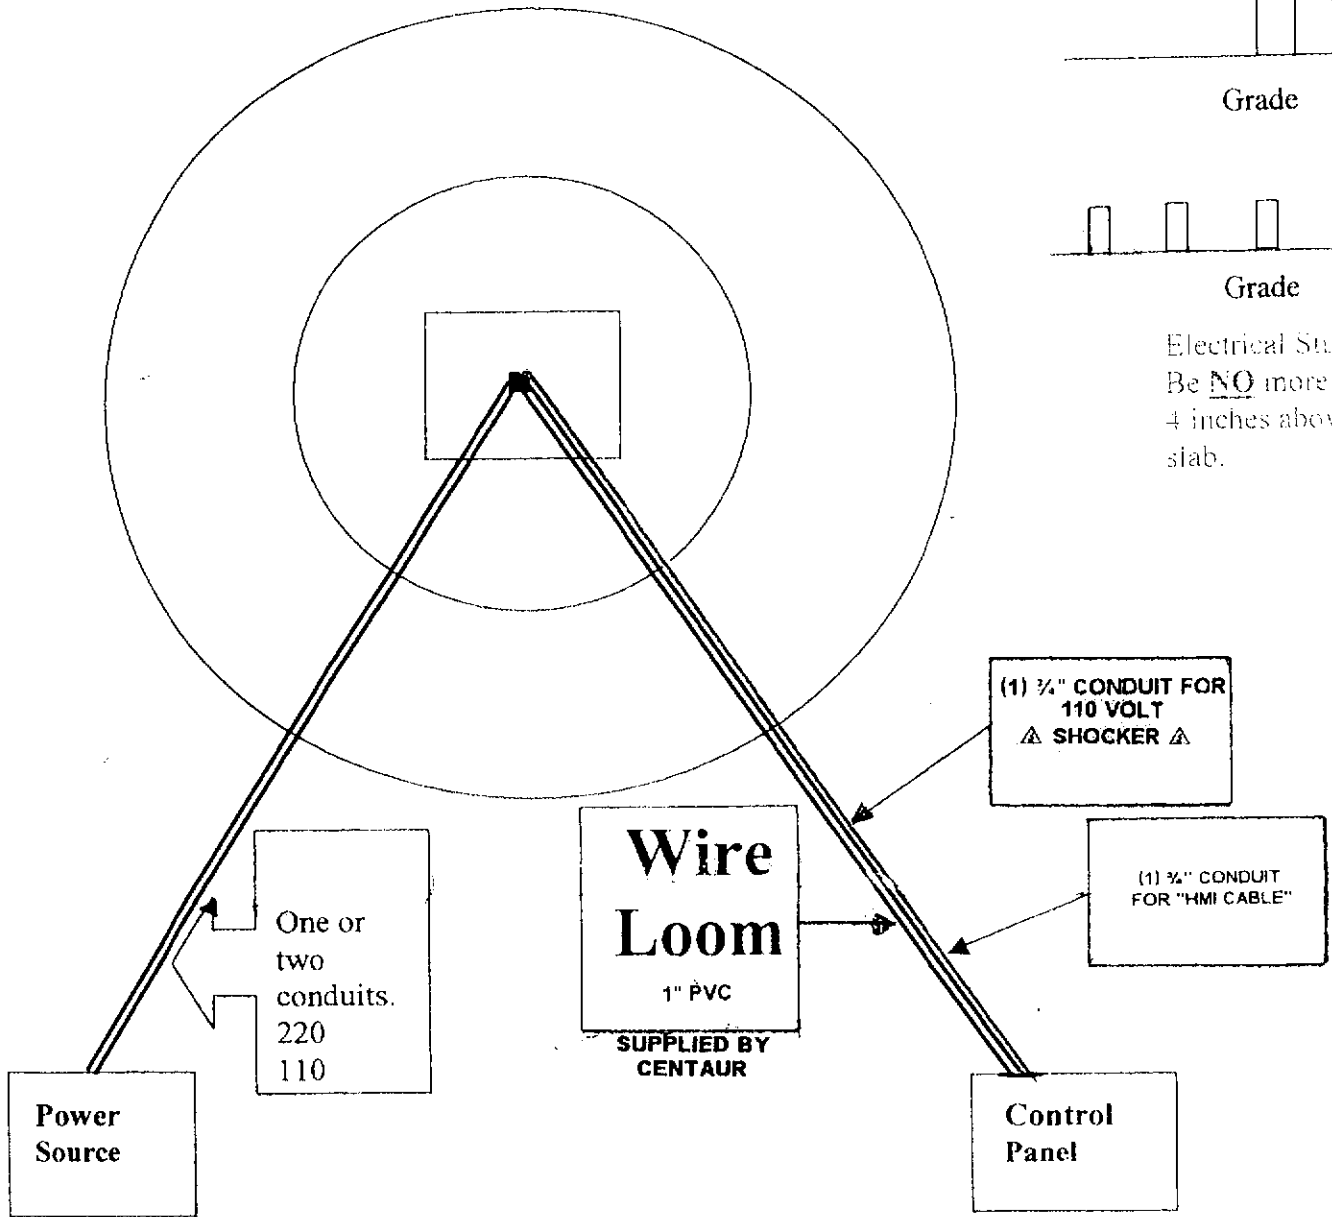 Grade
Grade
Electrical
Be NO more
4 inches
slab.
(1) ¾" CONDUIT FOR
110 VOLT
⚠ SHOCKER ⚠
(1) ¾" CONDUIT
FOR "HMI CABLE"
Wire
Loom
1" PVC
SUPPLIED BY
CENTAUR
One or
two
conduits.
220
110
Power
Source
Control
Panel